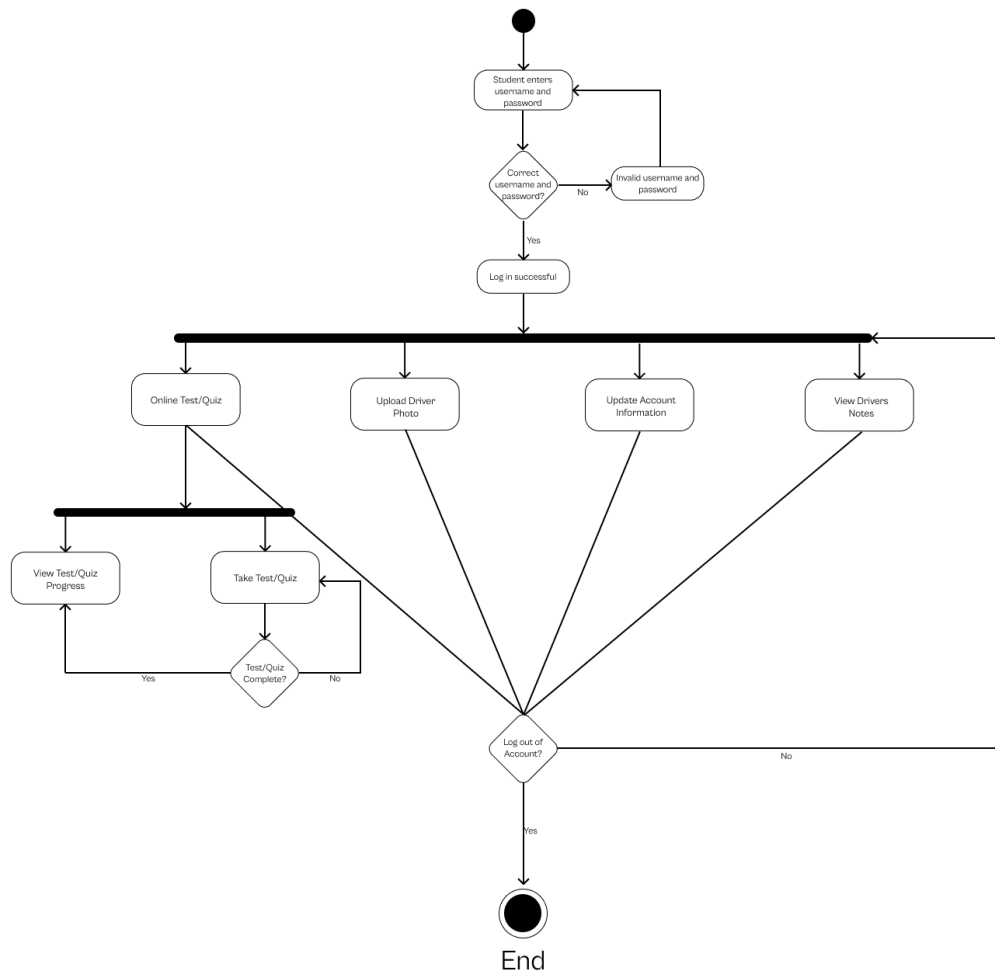 Student enters
username and
password
Correct
username and
password?
No
Invalid username and
password
Yes
Log in successful
Online Test/Quiz
Upload Driver
Photo
Update Account
Information
View Drivers
Notes
View Test/Quiz
Progress
Take Test/Quiz
Test/Quiz
Complete?
Yes
No
Log out of
Account?
No
Yes
End